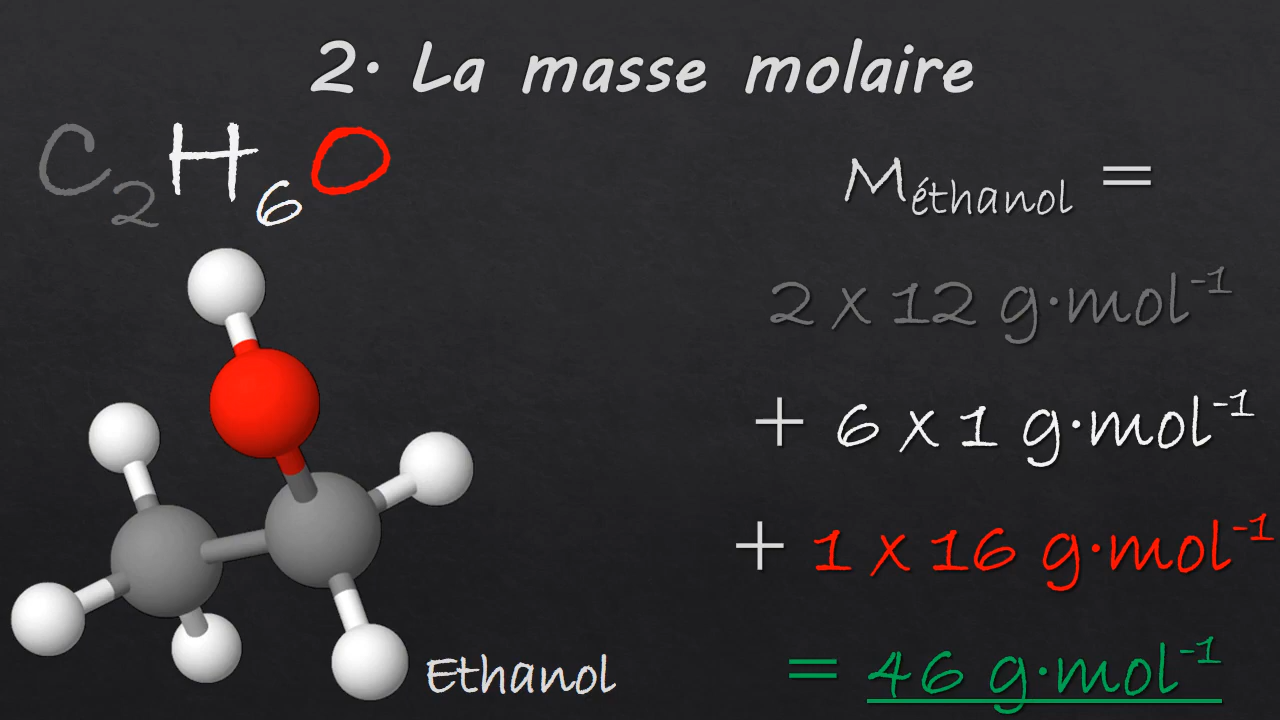 2. La masse molaire
C₂H₆O
Méthanol =
2 x 12 g·mol⁻¹
+ 6 x 1 g·mol⁻¹
+ 1 x 16 g·mol⁻¹
= 46 g·mol⁻¹
Ethanol